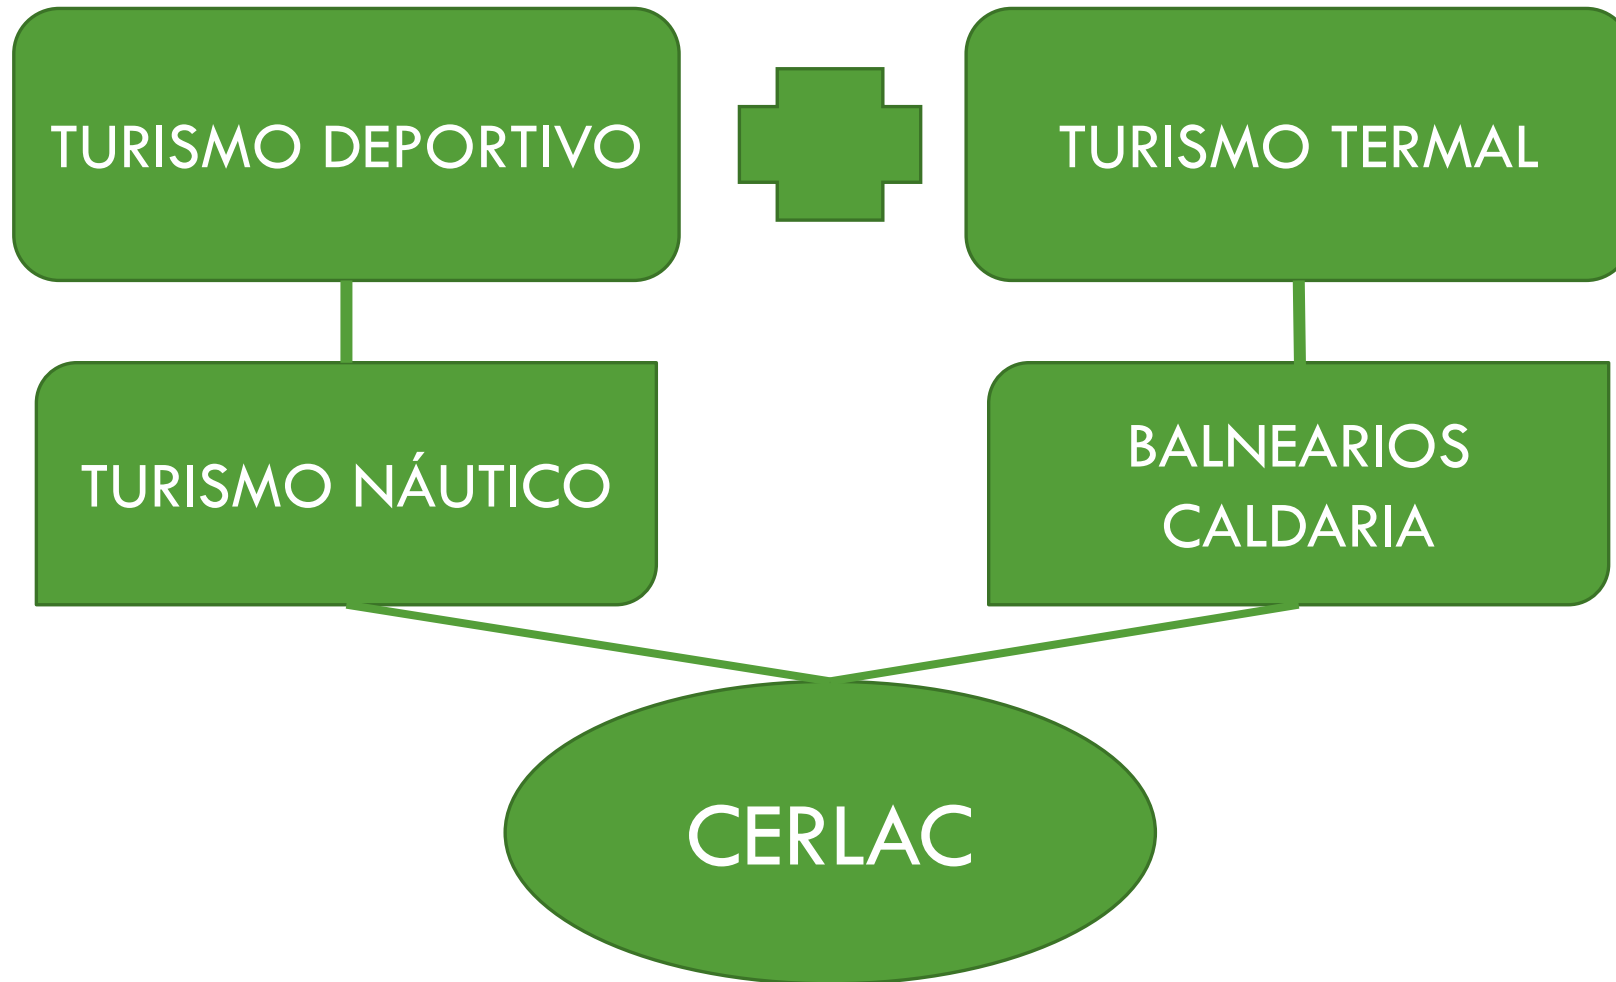 TURISMO DEPORTIVO
TURISMO TERMAL
TURISMO NÁUTICO
BALNEARIOS
CALDARIA
CERLAC